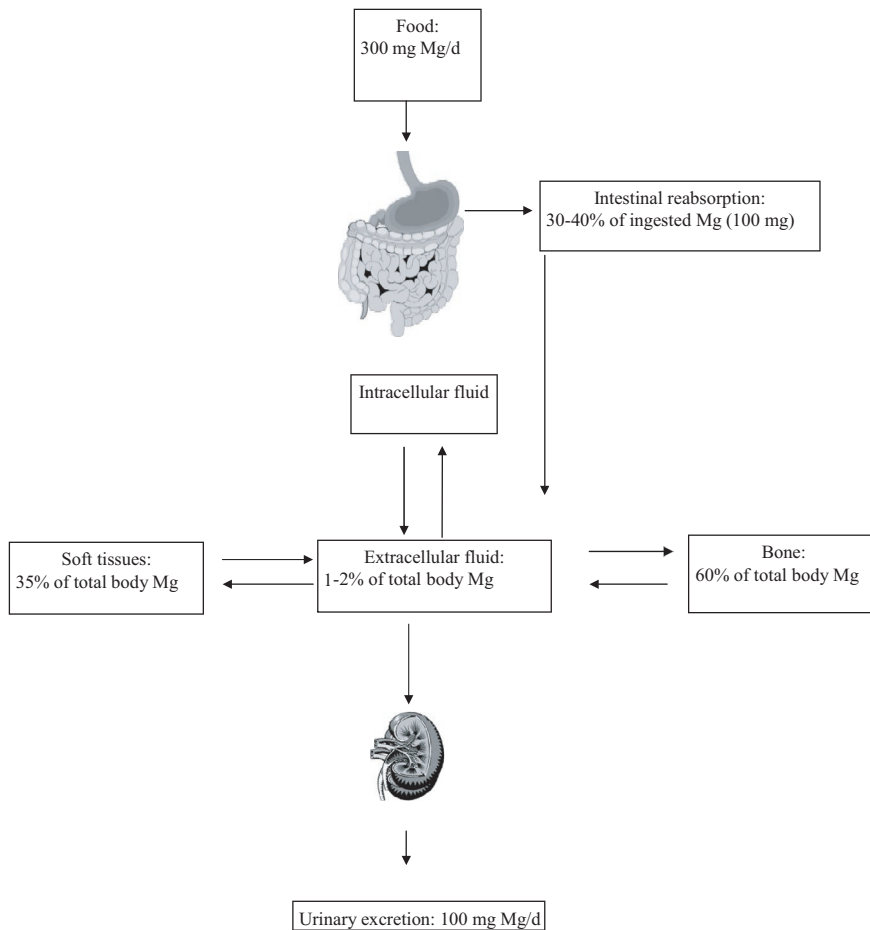 Food:
300 mg Mg/d
Intestinal reabsorption:
30-40% of ingested Mg (100 mg)
Intracellular fluid
Soft tissues:
35% of total body Mg
Extracellular fluid:
1-2% of total body Mg
Bone:
60% of total body Mg
Urinary excretion: 100 mg Mg/d